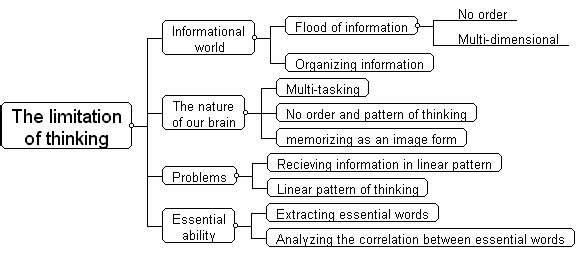 The limitation
of thinking
Informational
world
Flood of information
No order
Multi-dimensional
Organizing information
The nature
of our brain
Multi-tasking
No order and pattern of thinking
memorizing as an image form
Problems
Recieving information in linear pattern
Linear pattern of thinking
Essential
ability
Extracting essential words
Analyzing the correlation between essential words